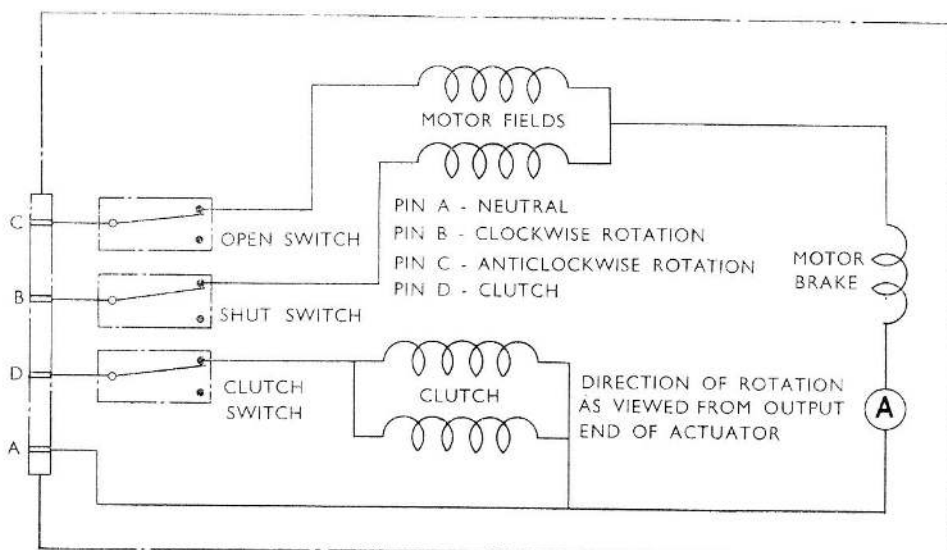 MOTOR FIELDS
C
OPEN SWITCH
PIN A - NEUTRAL
PIN B - CLOCKWISE ROTATION
PIN C - ANTICLOCKWISE ROTATION
PIN D - CLUTCH
MOTOR
BRAKE
B
SHUT SWITCH
D
CLUTCH
SWITCH
CLUTCH
DIRECTION OF ROTATION
AS VIEWED FROM OUTPUT
END OF ACTUATOR
A
A